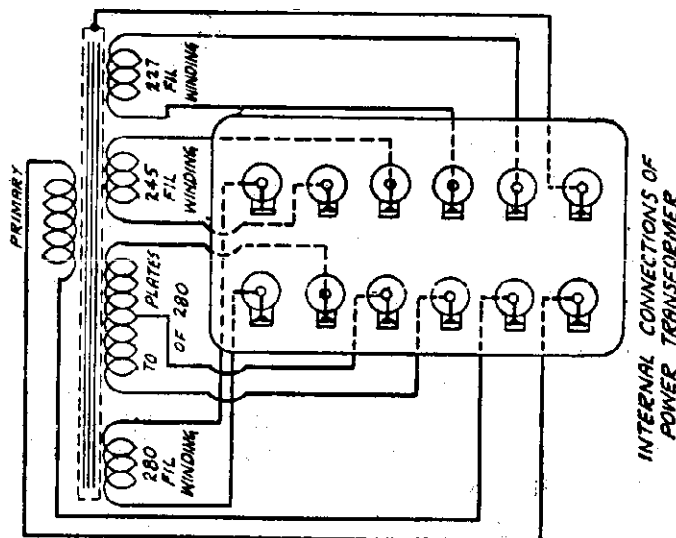 PRIMARY
227
FIL
WINDING
245
FIL
WINDING
TO PLATES
OF 280
280
FIL
WINDING
INTERNAL CONNECTIONS OF
POWER TRANSFORMER